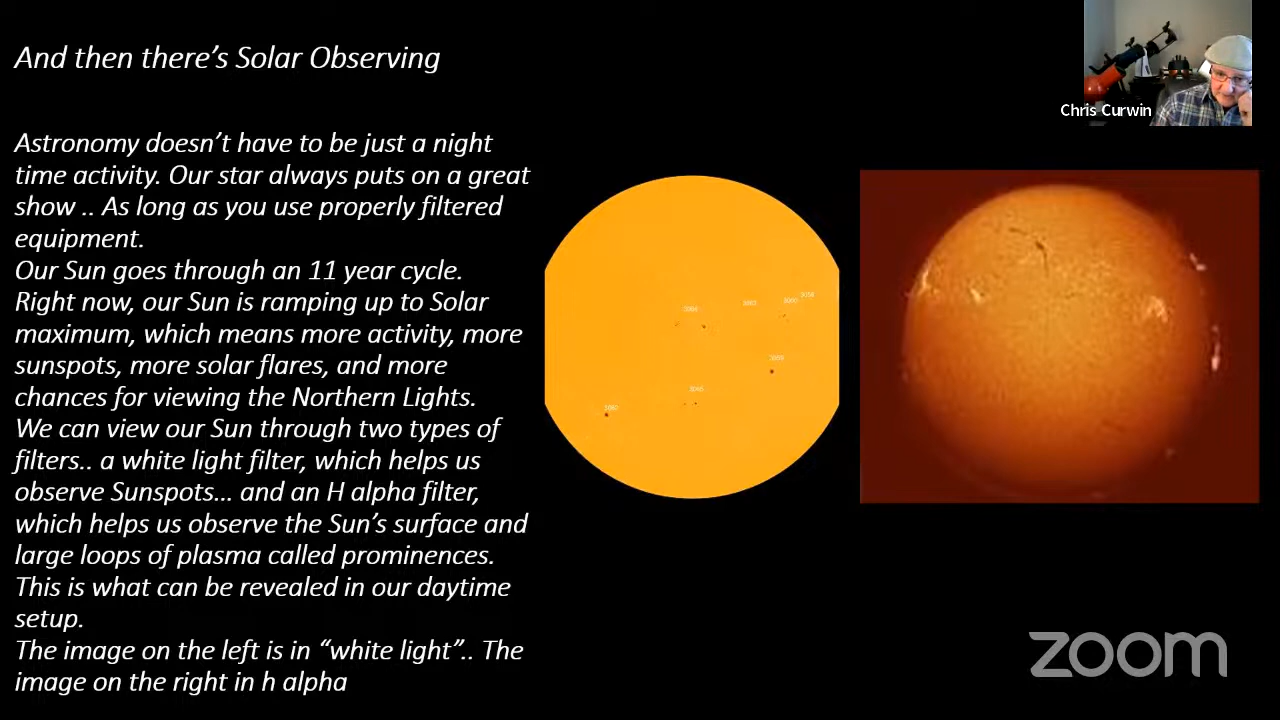 And then there's Solar Observing
Chris Curwin
Astronomy doesn't have to be just a night
time activity. Our star always puts on a great
show .. As long as you use properly filtered
equipment.
Our Sun goes through an 11 year cycle.
Right now, our Sun is ramping up to Solar
maximum, which means more activity, more
sunspots, more solar flares, and more
chances for viewing the Northern Lights.
We can view our Sun through two types of
filters.. a white light filter, which helps us
observe Sunspots... and an H alpha filter,
which helps us observe the Sun's surface and
large loops of plasma called prominences.
This is what can be revealed in our daytime
setup.
The image on the left is in “white light”.. The
image on the right in h alpha
zoom